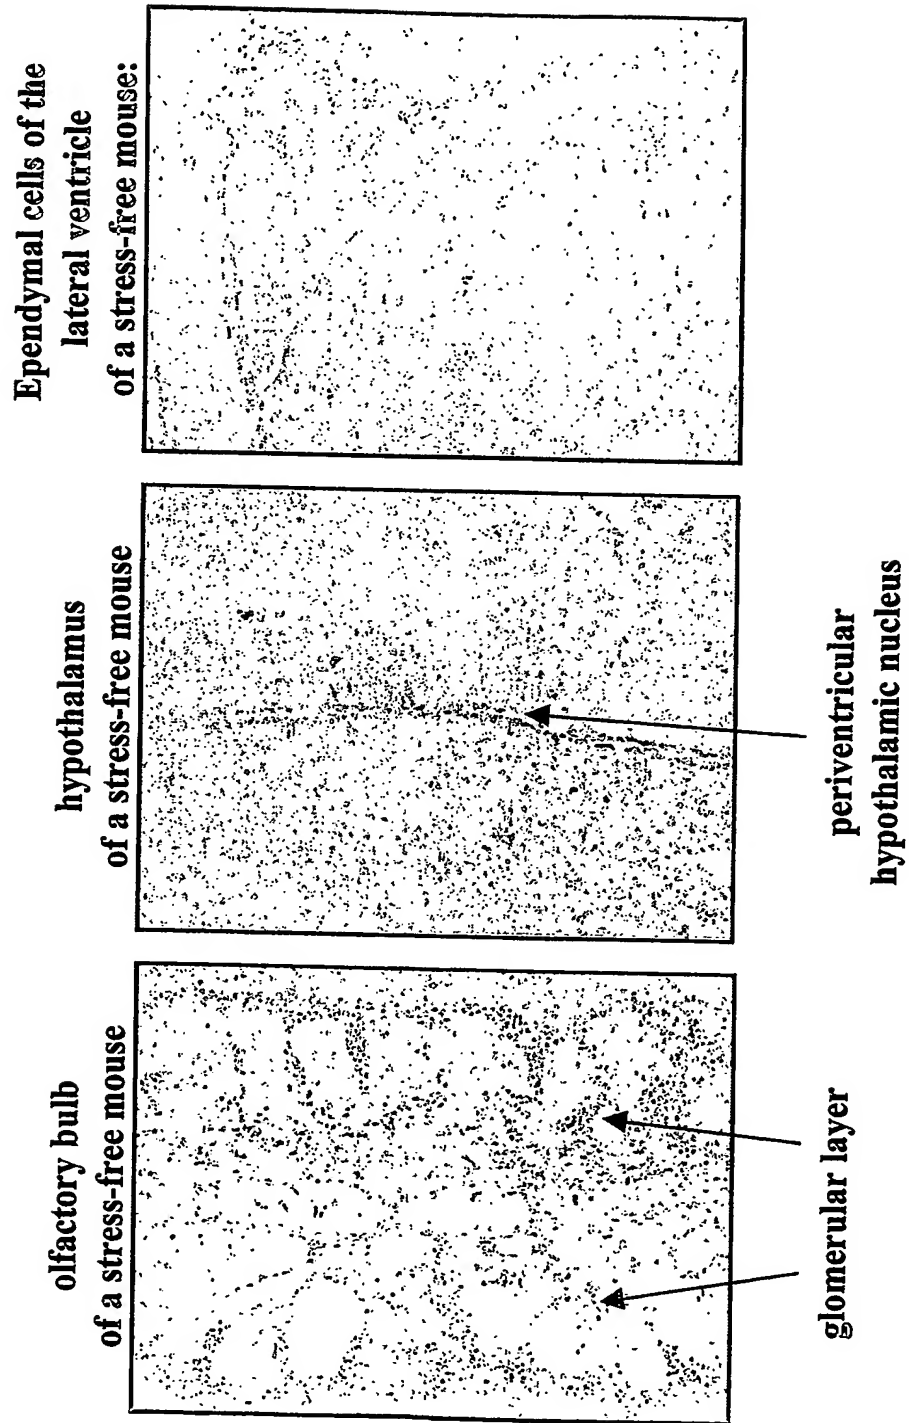 olfactory bulb
of a stress-free mouse
glomerular layer
hypothalamus
of a stress-free mouse
periventricular
hypothalamic nucleus
Ependymal cells of the
lateral ventricle
of a stress-free mouse: